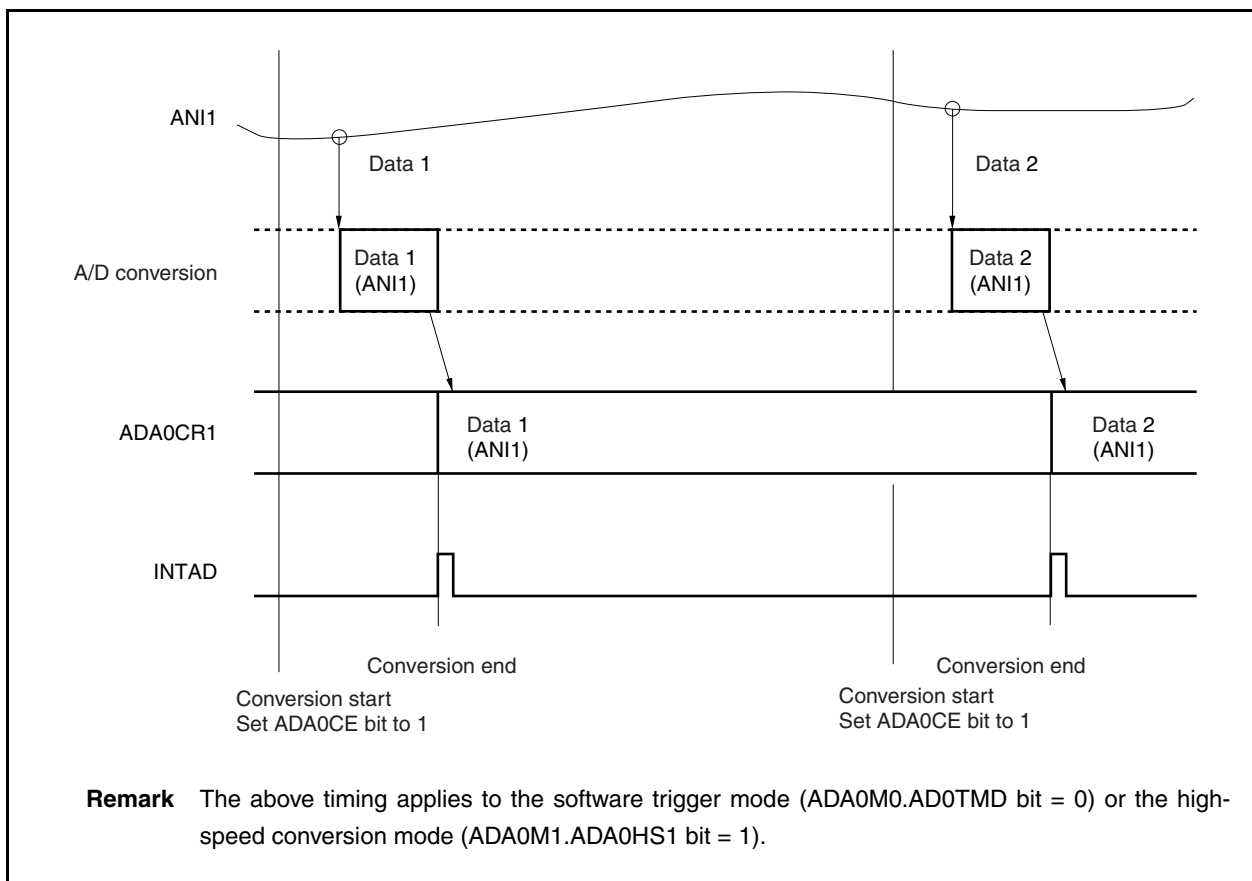 ANI1
Data 1
Data 2
A/D conversion
Data 1
(ANI1)
Data 2
(ANI1)
ADA0CR1
Data 1
(ANI1)
Data 2
(ANI1)
INTAD
Conversion end
Conversion end
Conversion start
Set ADA0CE bit to 1
Conversion start
Set ADA0CE bit to 1
Remark The above timing applies to the software trigger mode (ADA0M0.AD0TMD bit = 0) or the high-
speed conversion mode (ADA0M1.ADA0HS1 bit = 1).